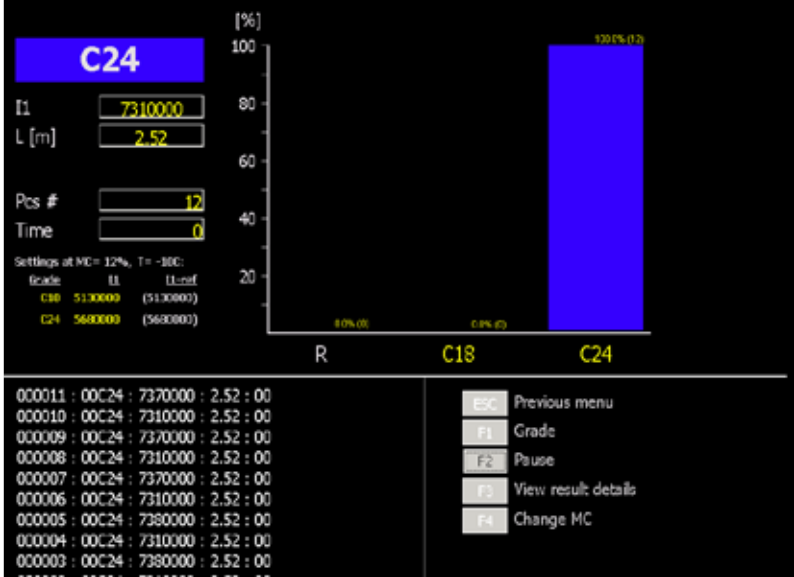 C24
I1 7310000
L [m] 2.52
Pcs # 12
Time 0
Settings at MC= 12%, T= -10C:
Grade I1 I1-ref
C18 5130000 (5130000)
C24 5680000 (5680000)
[%]
100
80
60
40
20
0.0% (0)
0.0% (0)
100.0% (12)
R C18 C24
000011 : 00C24 : 7370000 : 2.52 : 00
000010 : 00C24 : 7310000 : 2.52 : 00
000009 : 00C24 : 7370000 : 2.52 : 00
000008 : 00C24 : 7310000 : 2.52 : 00
000007 : 00C24 : 7370000 : 2.52 : 00
000006 : 00C24 : 7310000 : 2.52 : 00
000005 : 00C24 : 7380000 : 2.52 : 00
000004 : 00C24 : 7310000 : 2.52 : 00
000003 : 00C24 : 7380000 : 2.52 : 00
ESC Previous menu
F1 Grade
F2 Pause
F3 View result details
F4 Change MC